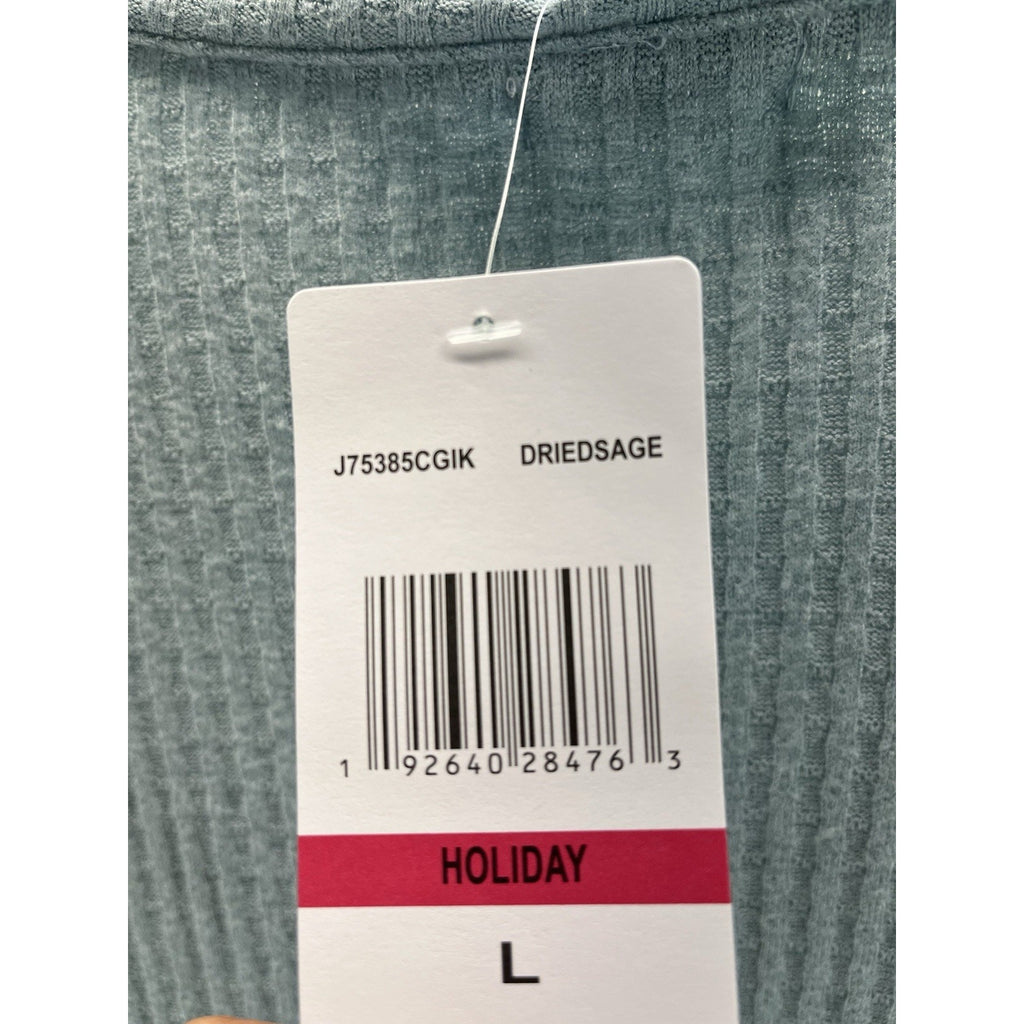 J75385CGIK DRIEDSAGE
1 92640 28476 3
HOLIDAY
L